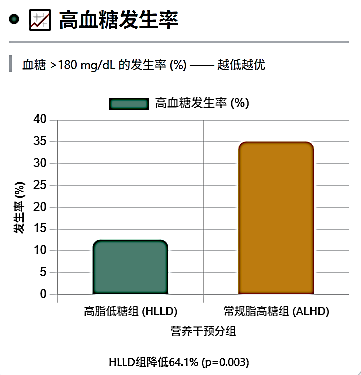 高血糖发生率
血糖 >180 mg/dL 的发生率 (%) —— 越低越优
高血糖发生率 (%)
40
35
30
25
20
15
10
5
0
发生率 (%)
高脂低糖组 (HLLD)
常规脂高糖组 (ALHD)
营养干预分组
HLLD组降低64.1% (p=0.003)